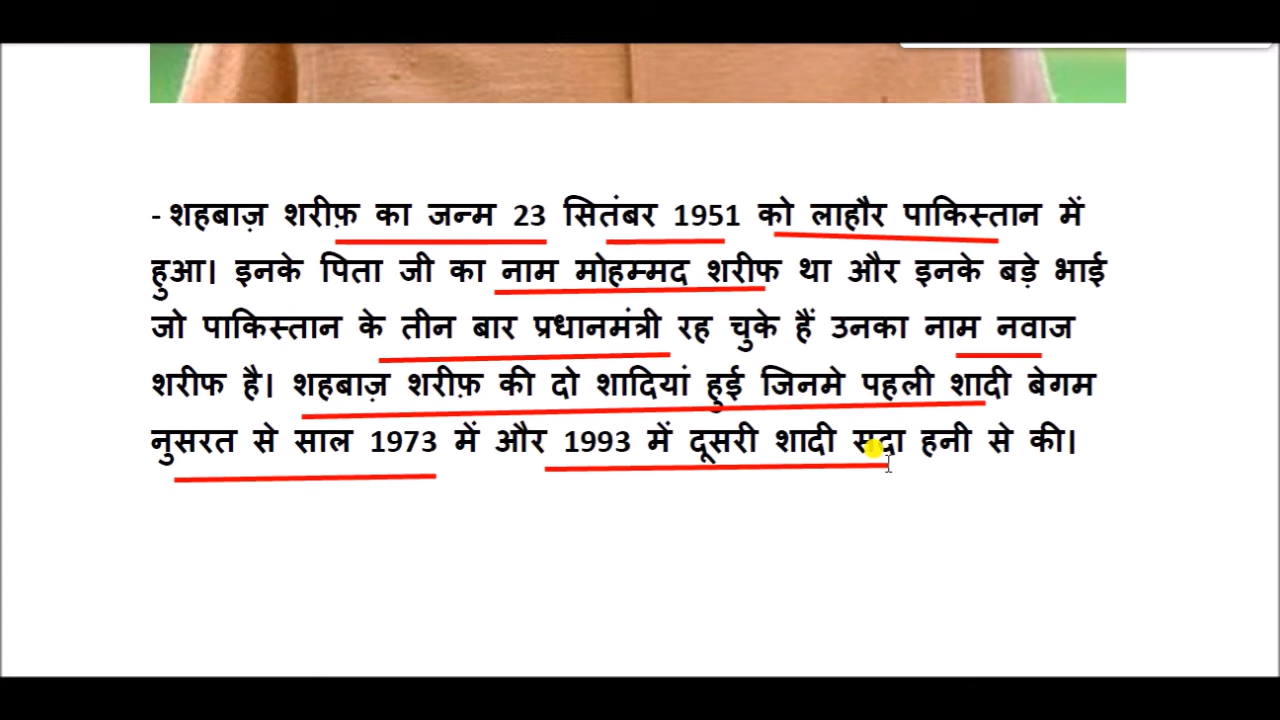 - शहबाज़ शरीफ़ का जन्म 23 सितंबर 1951 को लाहौर पाकिस्तान में
हुआ। इनके पिता जी का नाम मोहम्मद शरीफ था और इनके बड़े भाई
जो पाकिस्तान के तीन बार प्रधानमंत्री रह चुके हैं उनका नाम नवाज
शरीफ है। शहबाज़ शरीफ़ की दो शादियां हुई जिनमे पहली शादी बेगम
नुसरत से साल 1973 में और 1993 में दूसरी शादी सदा हनी से की।